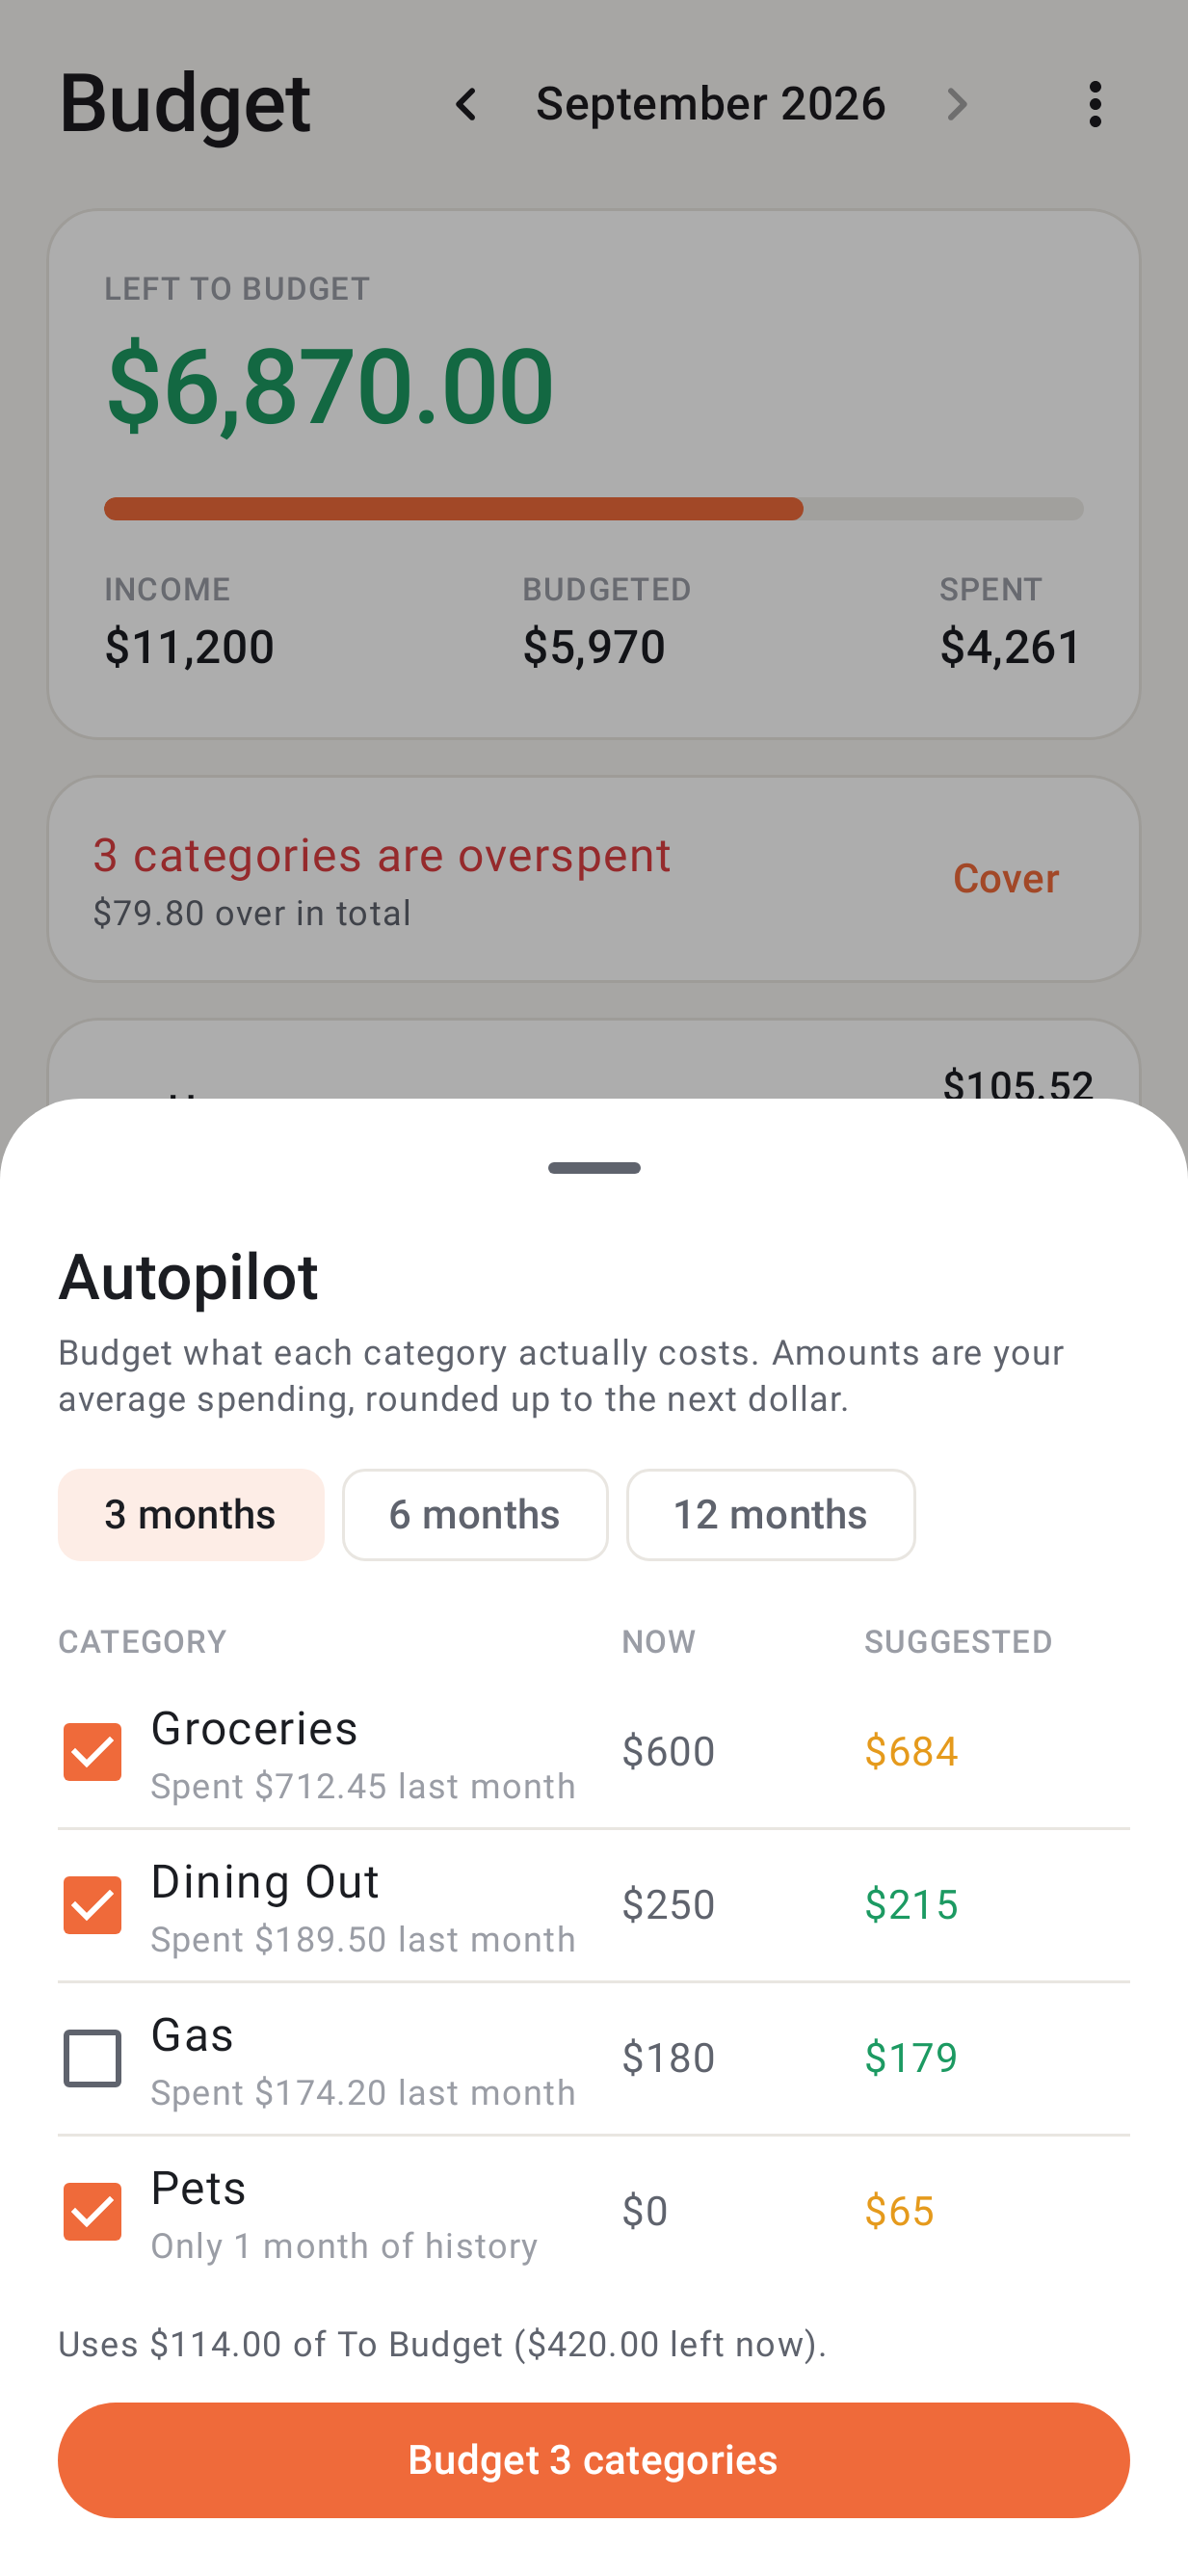 Budget
September 2026
LEFT TO BUDGET
$6,870.00
INCOME BUDGETED SPENT
$11,200 $5,970 $4,261
3 categories are overspent
$79.80 over in total
Cover
$105.52
Autopilot
Budget what each category actually costs. Amounts are your
average spending, rounded up to the next dollar.
3 months 6 months 12 months
CATEGORY NOW SUGGESTED
Groceries
Spent $712.45 last month
$600 $684
Dining Out
Spent $189.50 last month
$250 $215
Gas
Spent $174.20 last month
$180 $179
Pets
Only 1 month of history
$0 $65
Uses $114.00 of To Budget ($420.00 left now).
Budget 3 categories